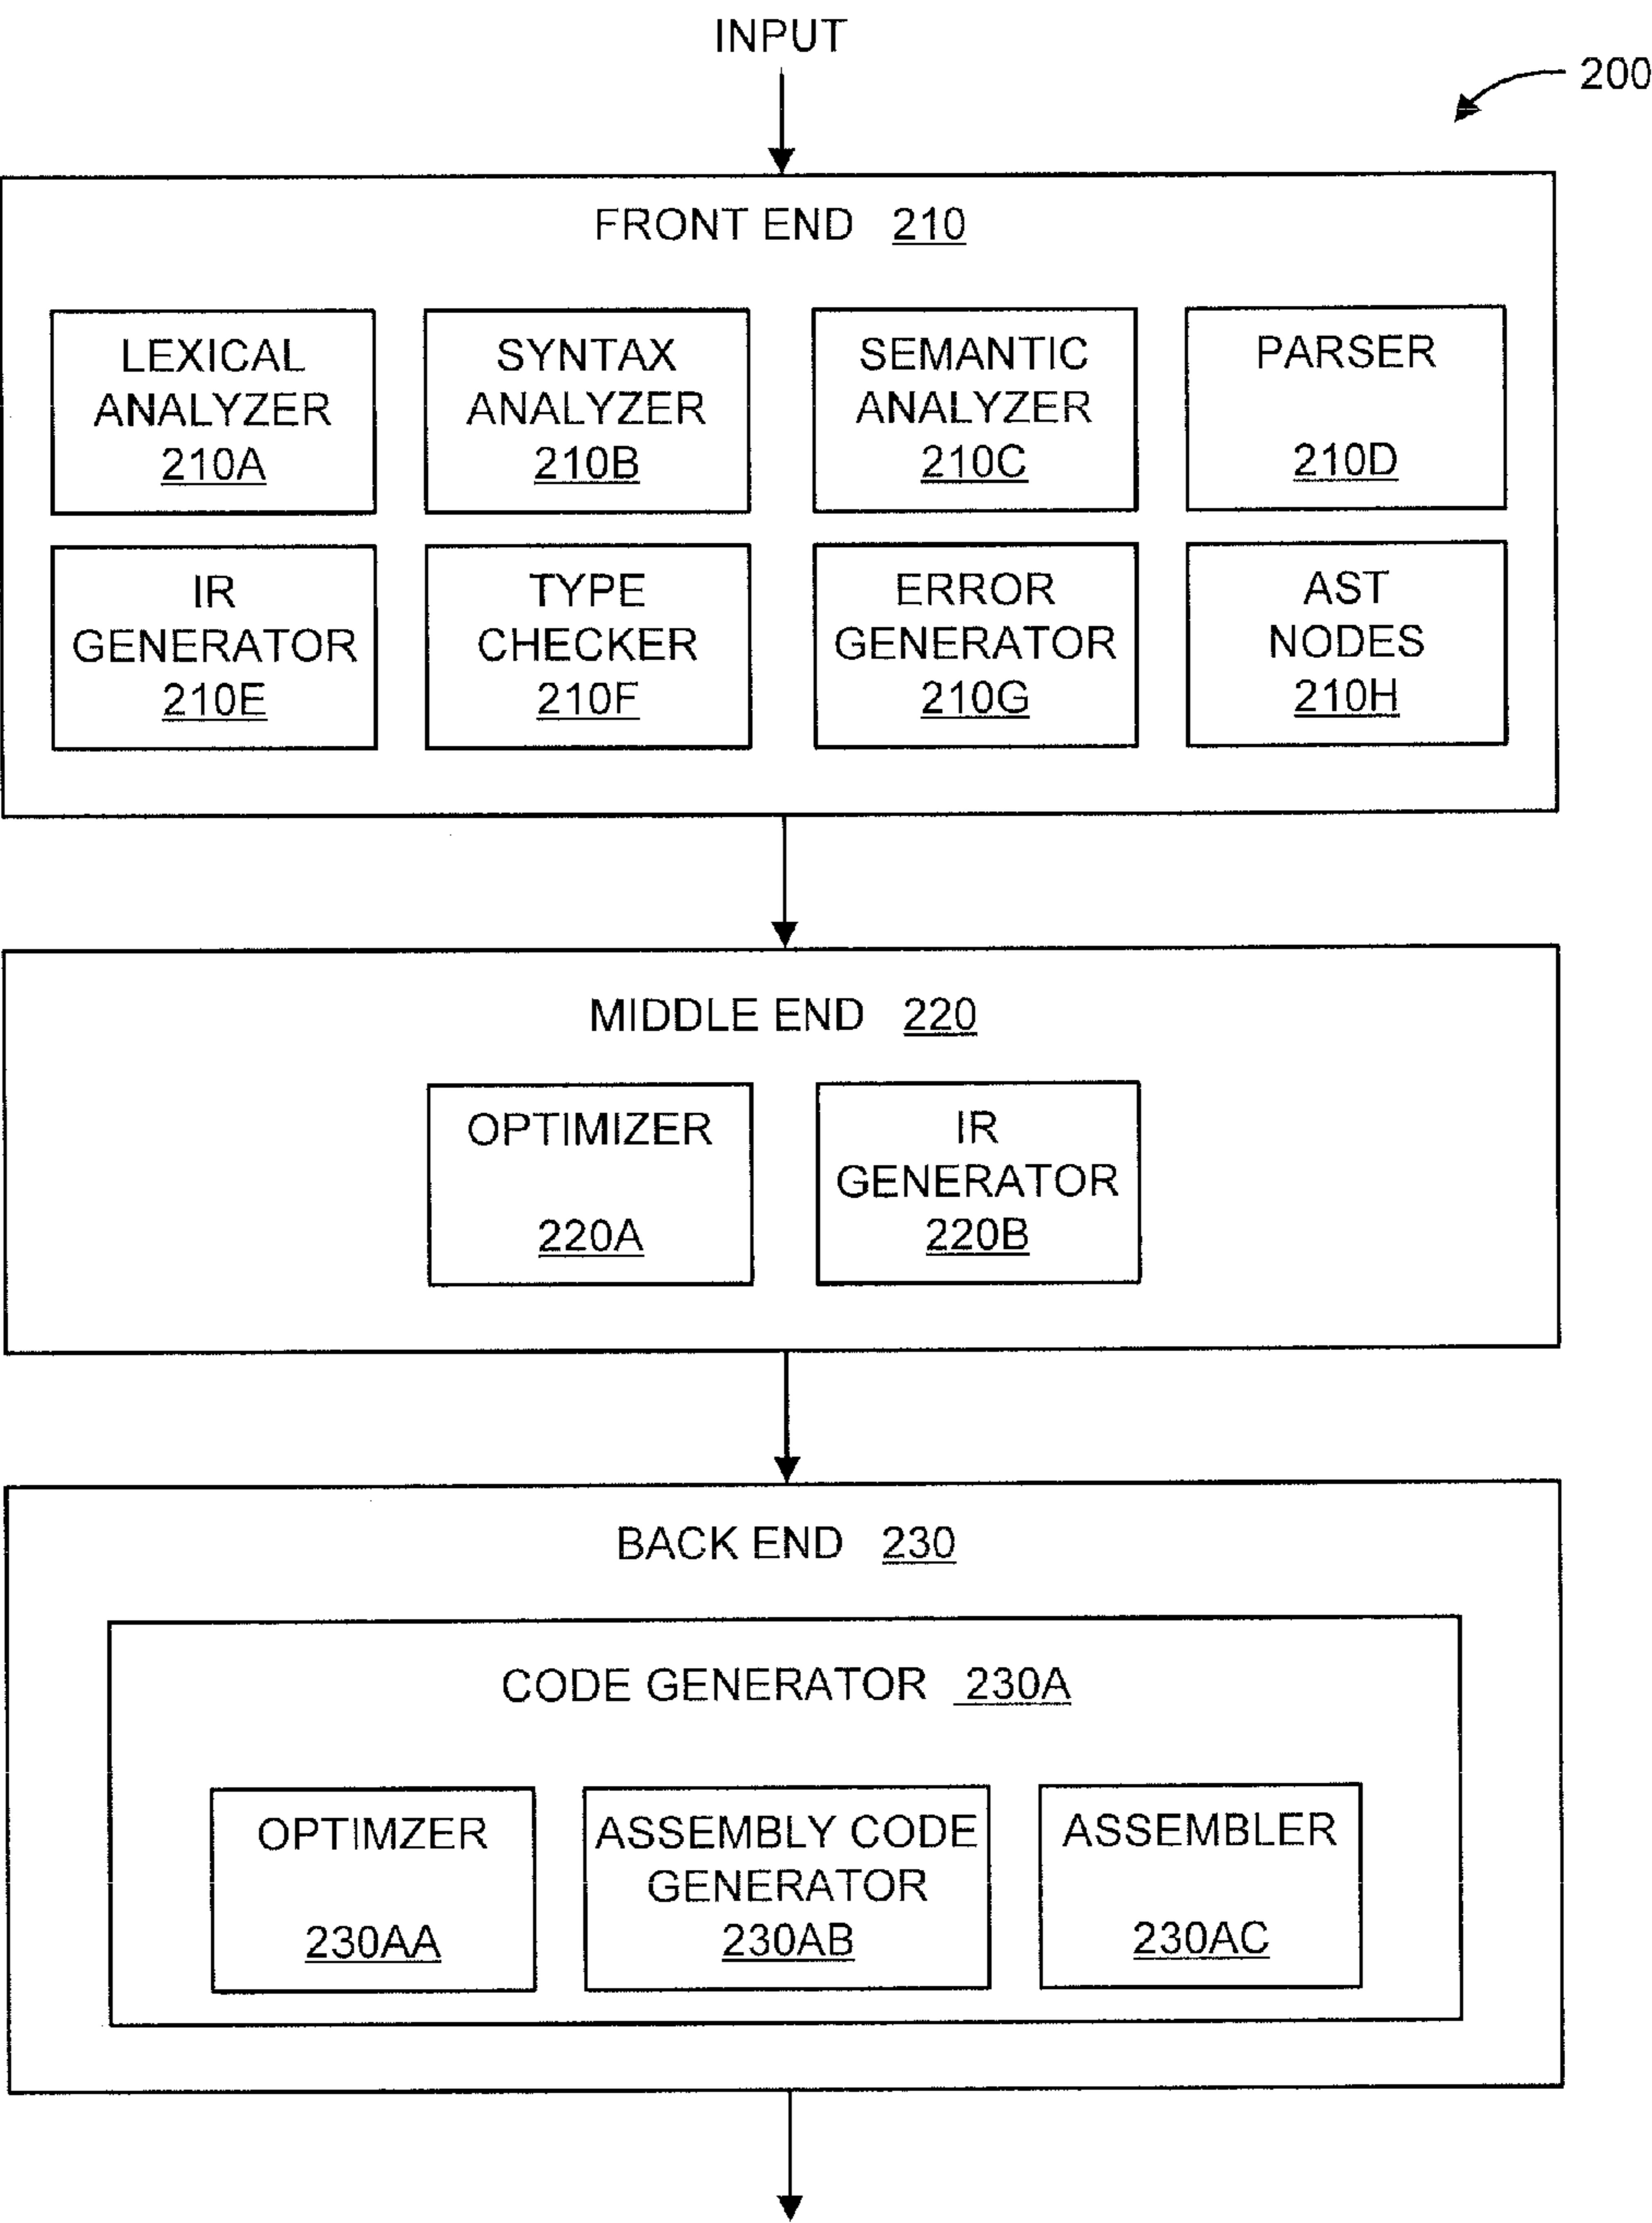 INPUT
200
FRONT END 210
LEXICAL
ANALYZER
210A
SYNTAX
ANALYZER
210B
SEMANTIC
ANALYZER
210C
PARSER
210D
IR
GENERATOR
210E
TYPE
CHECKER
210F
ERROR
GENERATOR
210G
AST
NODES
210H
MIDDLE END 220
OPTIMIZER
220A
IR
GENERATOR
220B
BACK END 230
CODE GENERATOR 230A
OPTIMZER
230AA
ASSEMBLY CODE
GENERATOR
230AB
ASSEMBLER
230AC